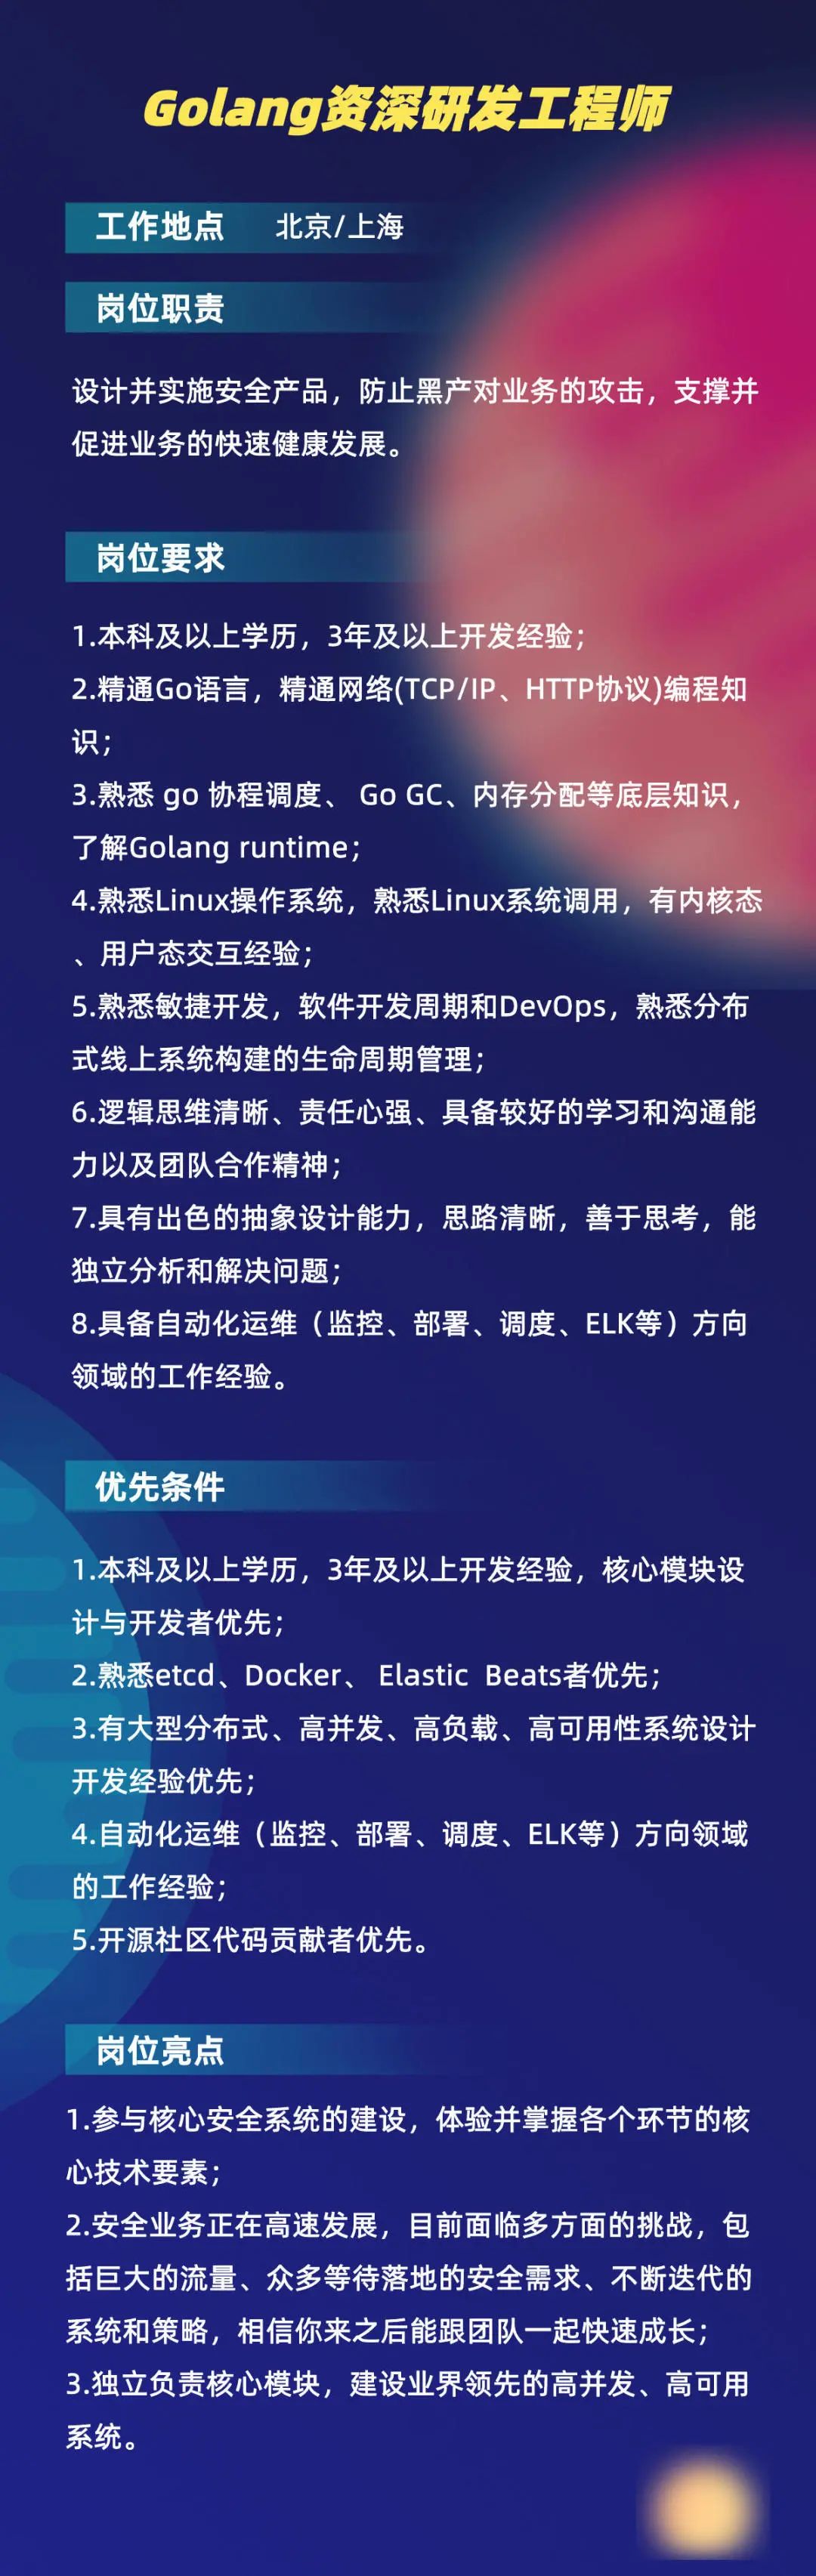 Golang资深研发工程师
工作地点 北京/上海
岗位职责
设计并实施安全产品，防止黑产对业务的攻击，支撑并
促进业务的快速健康发展。
岗位要求
1.本科及以上学历，3年及以上开发经验；
2.精通Go语言，精通网络(TCP/IP、HTTP协议)编程知
识；
3.熟悉 go 协程调度、 Go GC、内存分配等底层知识，
了解Golang runtime；
4.熟悉Linux操作系统，熟悉Linux系统调用，有内核态
、用户态交互经验；
5.熟悉敏捷开发，软件开发周期和DevOps，熟悉分布
式线上系统构建的生命周期管理；
6.逻辑思维清晰、责任心强、具备较好的学习和沟通能
力以及团队合作精神；
7.具有出色的抽象设计能力，思路清晰，善于思考，能
独立分析和解决问题；
8.具备自动化运维（监控、部署、调度、ELK等）方向
领域的工作经验。
优先条件
1.本科及以上学历，3年及以上开发经验，核心模块设
计与开发者优先；
2.熟悉etcd、Docker、 Elastic  Beats者优先；
3.有大型分布式、高并发、高负载、高可用性系统设计
开发经验优先；
4.自动化运维（监控、部署、调度、ELK等）方向领域
的工作经验；
5.开源社区代码贡献者优先。
岗位亮点
1.参与核心安全系统的建设，体验并掌握各个环节的核
心技术要素；
2.安全业务正在高速发展，目前面临多方面的挑战，包
括巨大的流量、众多等待落地的安全需求、不断迭代的
系统和策略，相信你来之后能跟团队一起快速成长；
3.独立负责核心模块，建设业界领先的高并发、高可用
系统。